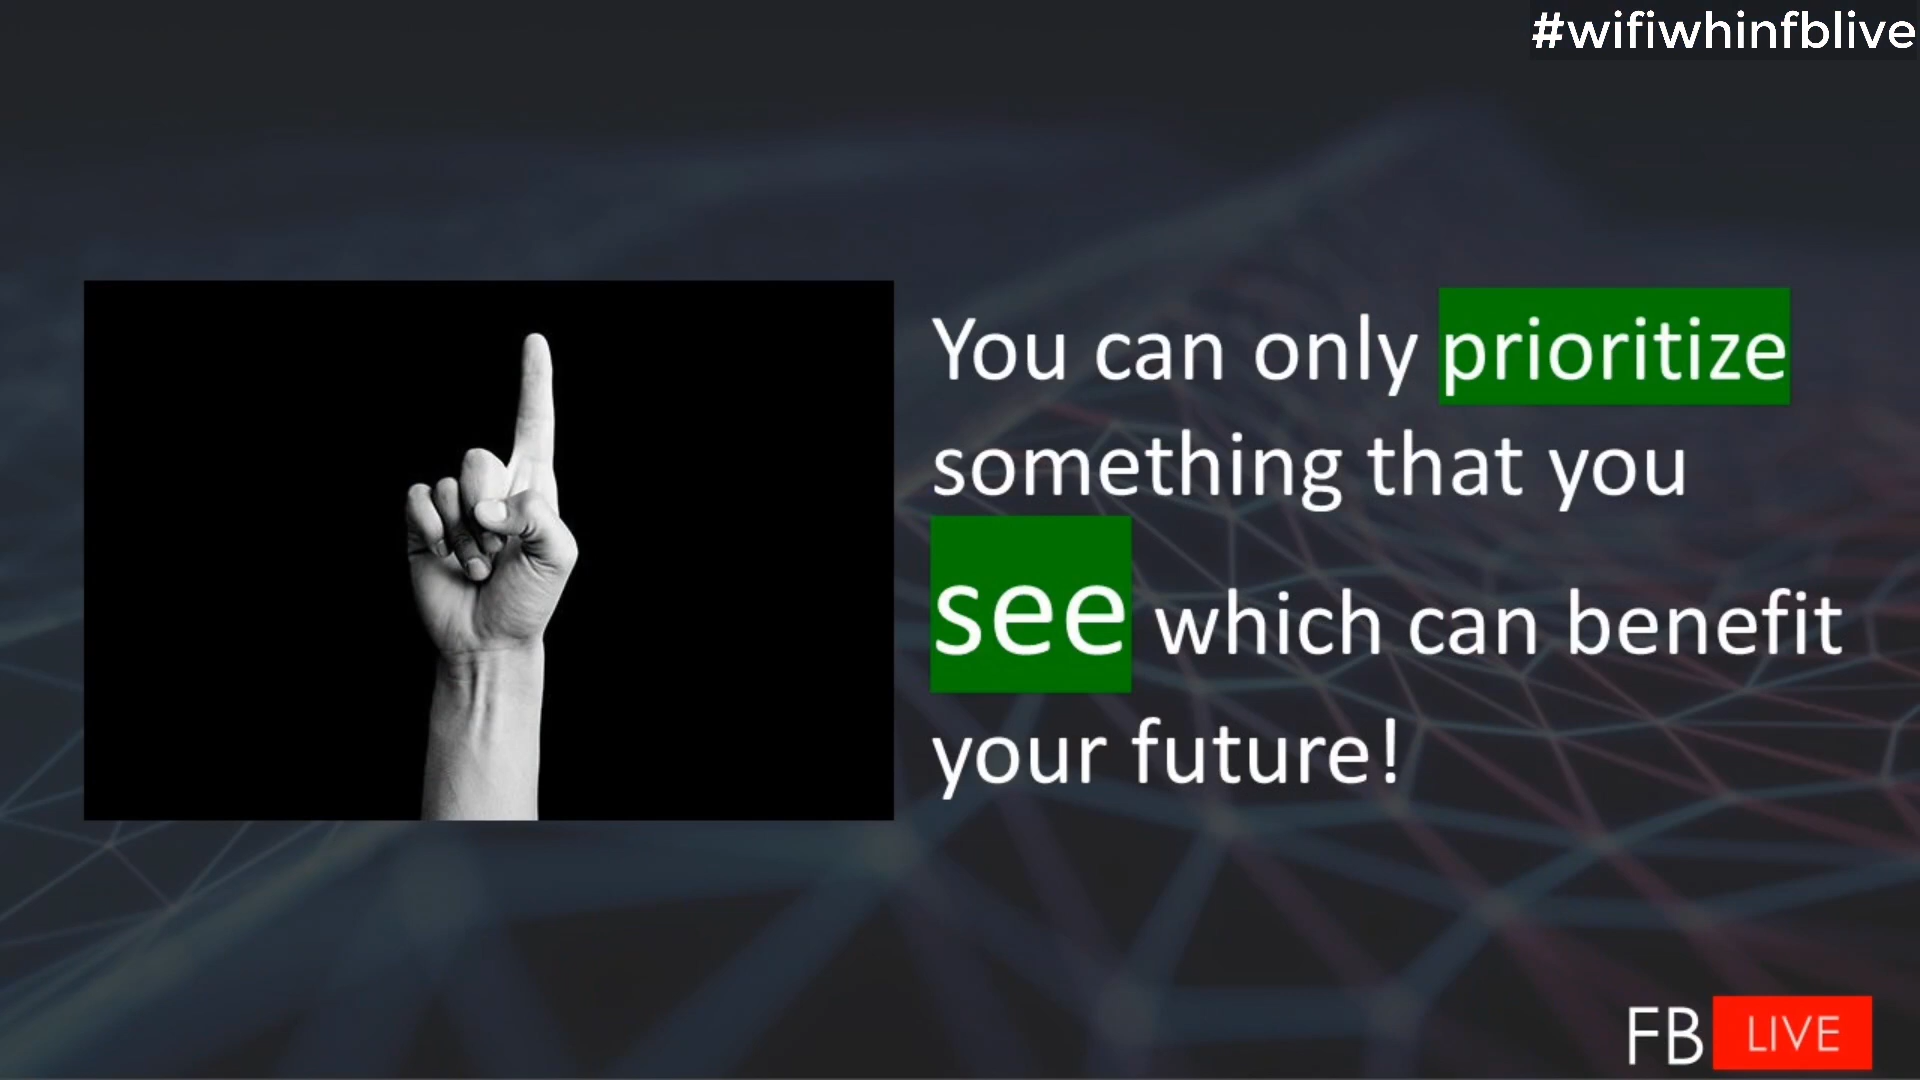 #wifiwhinfblive
You can only prioritize
something that you
see which can benefit
your future!
FB LIVE